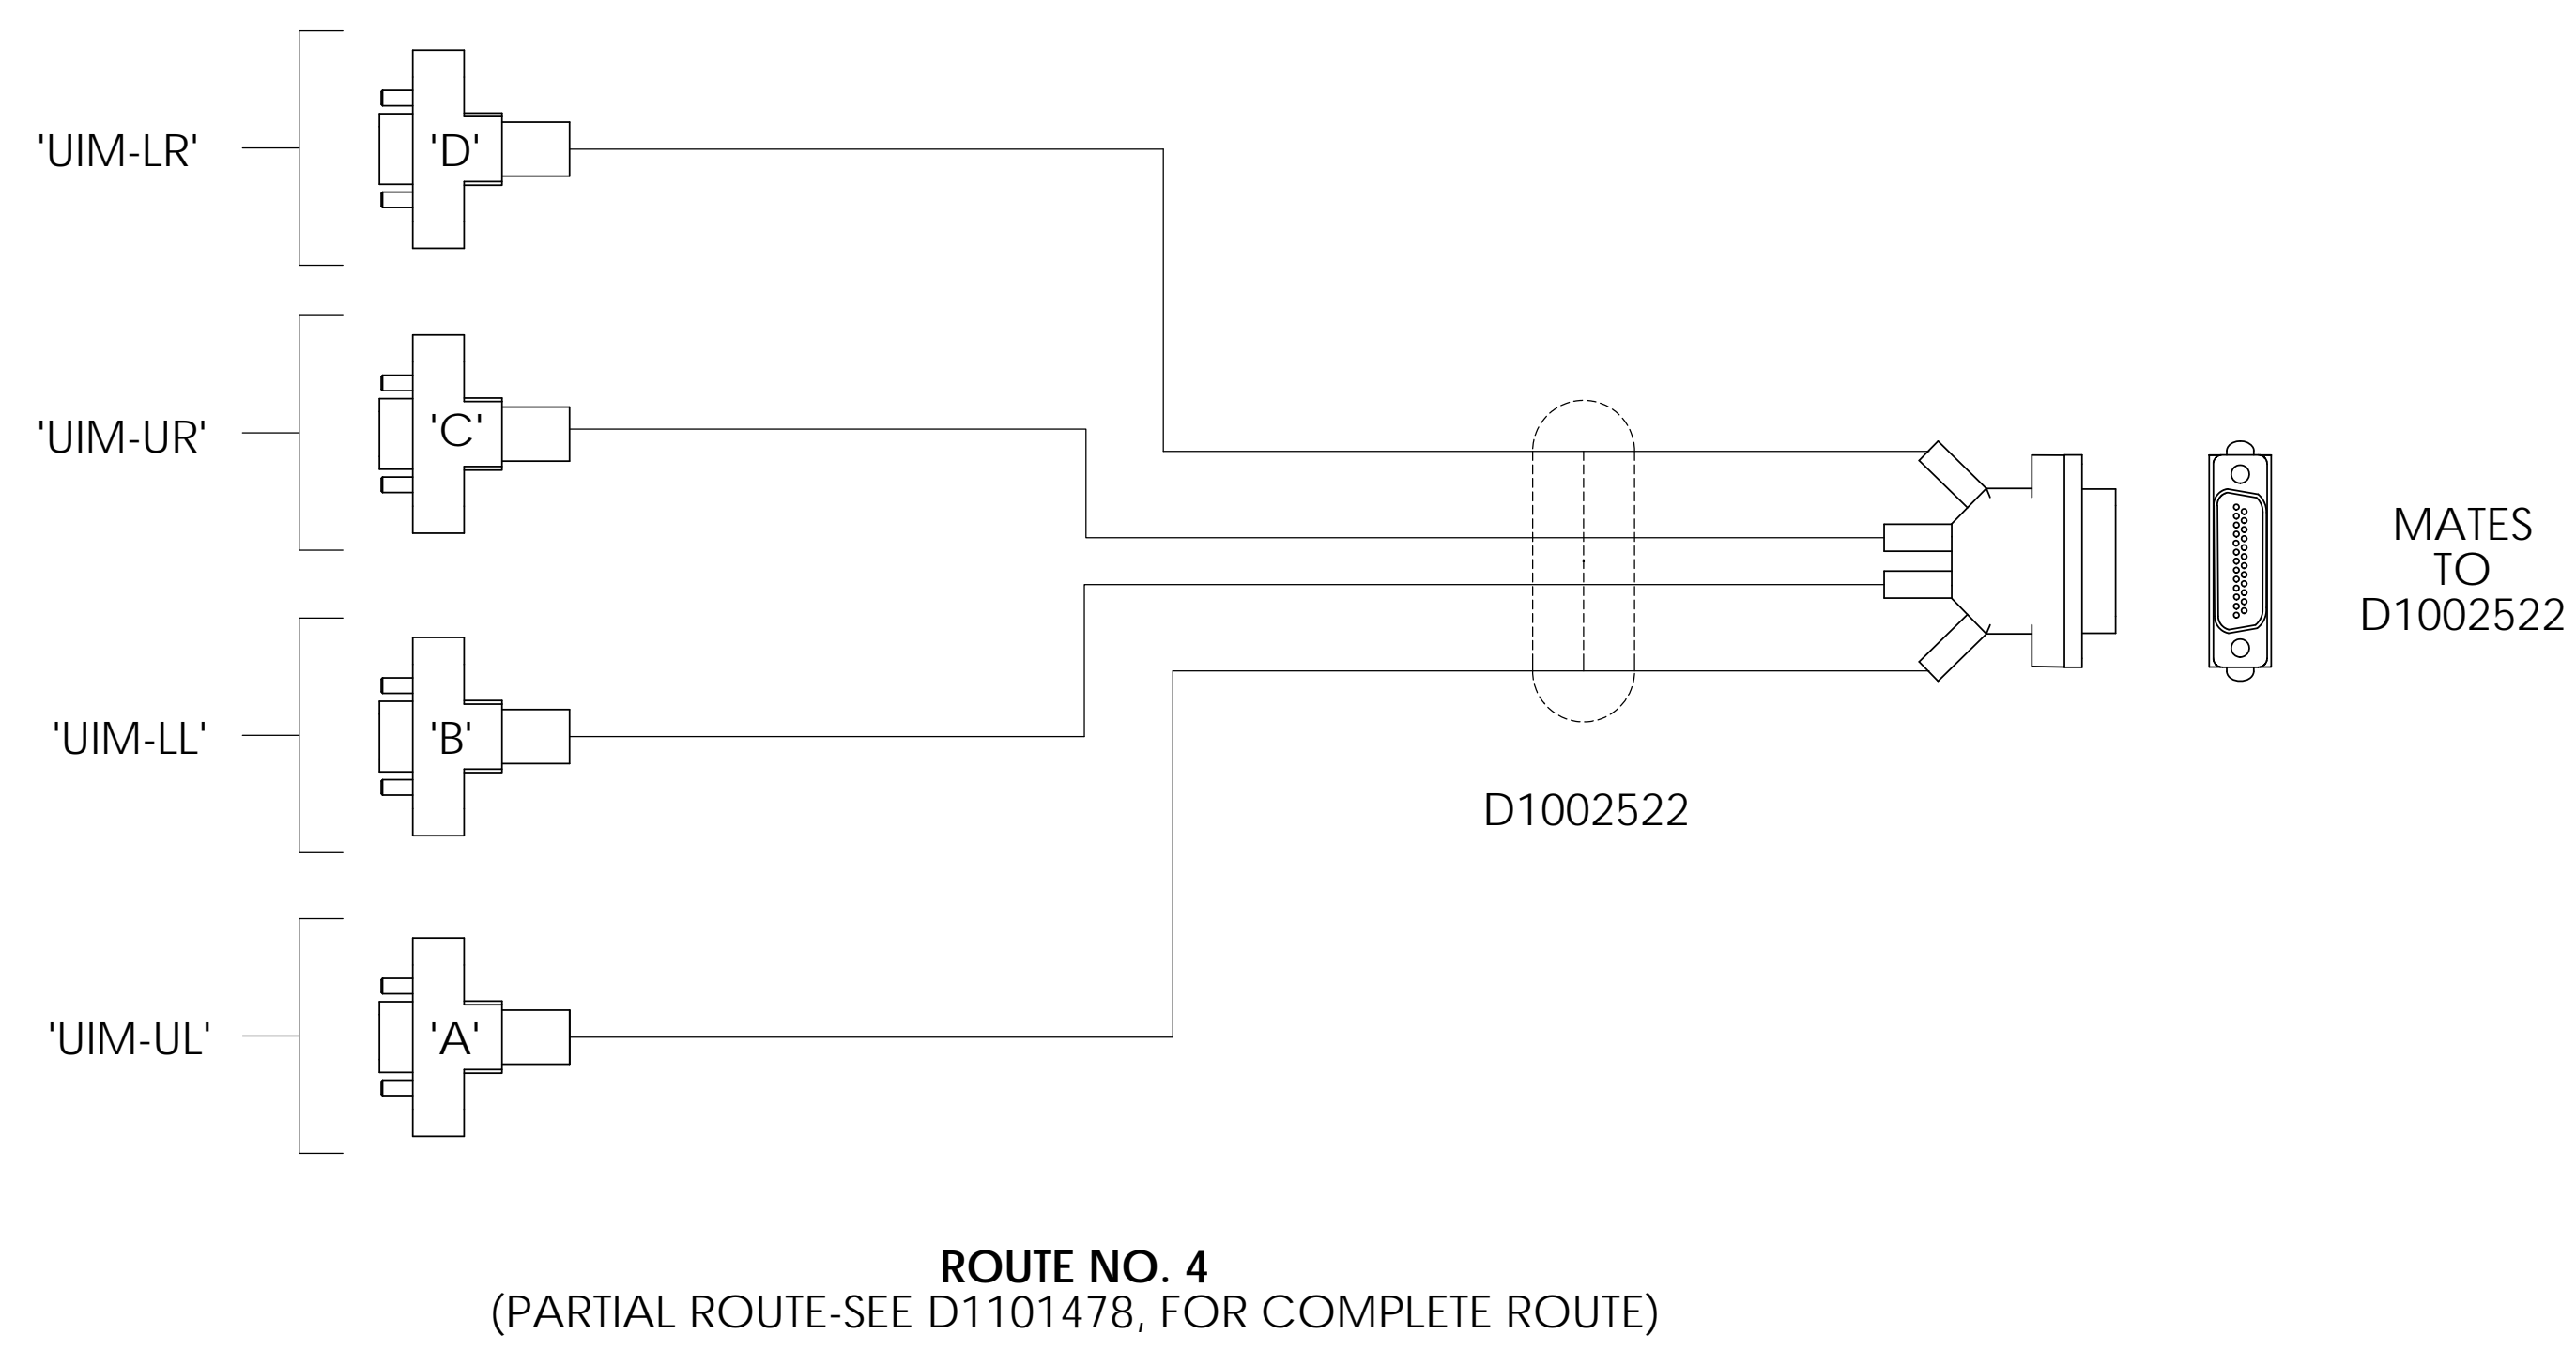 'UIM-LR'
'D'
'UIM-UR'
'C'
MATES
TO
D1002522
'UIM-LL'
'B'
D1002522
'UIM-UL'
'A'
ROUTE NO. 4
(PARTIAL ROUTE-SEE D1101478, FOR COMPLETE ROUTE)